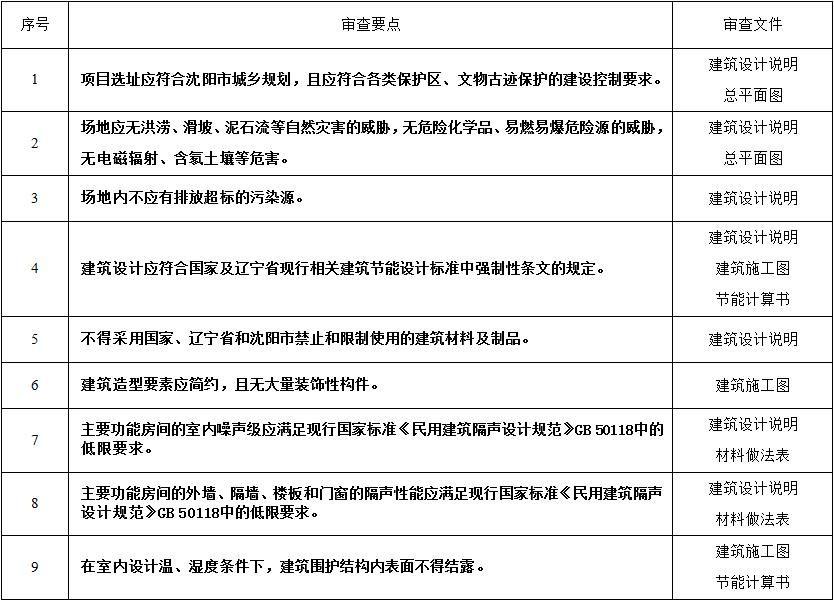 序号 审查要点 审查文件
1 项目选址应符合沈阳市城乡规划，且应符合各类保护区、文物古迹保护的建设控制要求。 建筑设计说明
总平面图
2 场地应无洪涝、滑坡、泥石流等自然灾害的威胁，无危险化学品、易燃易爆危险源的威胁， 建筑设计说明
无电磁辐射、含氡土壤等危害。 总平面图
3 场地内不应有排放超标的污染源。 建筑设计说明
建筑设计说明
4 建筑设计应符合国家及辽宁省现行相关建筑节能设计标准中强制性条文的规定。 建筑施工图
节能计算书
5 不得采用国家、辽宁省和沈阳市禁止和限制使用的建筑材料及制品。 建筑设计说明
6 建筑造型要素应简约，且无大量装饰性构件。 建筑施工图
7 主要功能房间的室内噪声级应满足现行国家标准《民用建筑隔声设计规范》GB 50118中的 建筑设计说明
低限要求。 材料做法表
8 主要功能房间的外墙、隔墙、楼板和门窗的隔声性能应满足现行国家标准《民用建筑隔声 建筑设计说明
设计规范》GB 50118中的低限要求。 材料做法表
9 在室内设计温、湿度条件下，建筑围护结构内表面不得结露。 建筑施工图
节能计算书